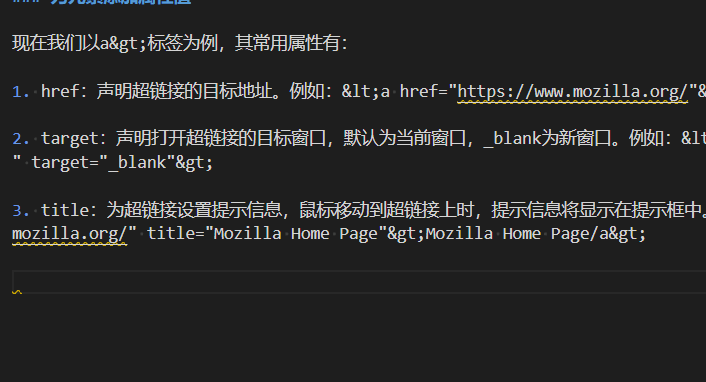 现在我们以a&gt;标签为例，其常用属性有：
1. href：声明超链接的目标地址。例如：&lt;a href="https://www.mozilla.org/"&
2. target：声明打开超链接的目标窗口，默认为当前窗口，_blank为新窗口。例如：&lt
" target="_blank"&gt;
3. title：为超链接设置提示信息，鼠标移动到超链接上时，提示信息将显示在提示框中。
mozilla.org/" title="Mozilla Home Page"&gt;Mozilla Home Page/a&gt;